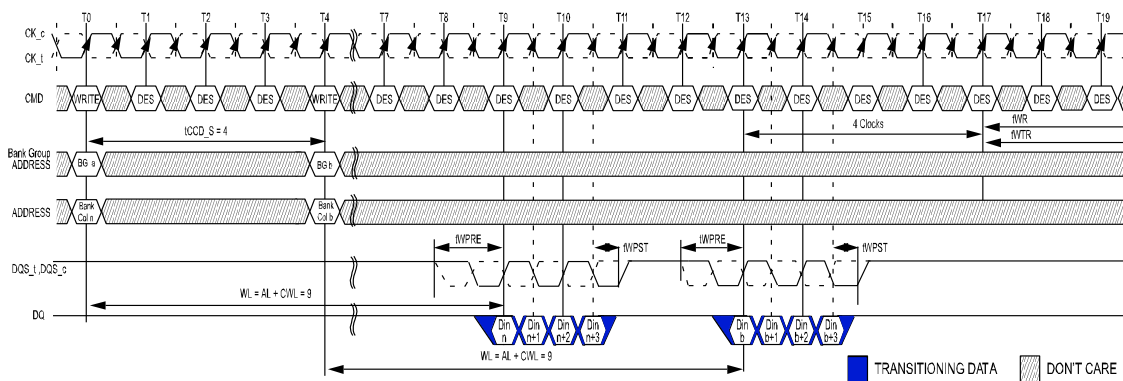 T0 T1 T2 T3 T4 T7 T8 T9 T10 T11 T12 T13 T14 T15 T16 T17 T18 T19
CK_c
CK_t
CMD WRITE DES DES DES WRITE DES DES DES DES DES DES DES DES DES DES DES DES DES
tCCD_S = 4
4 Clocks
tWR
tWTR
Bank Group
ADDRESS
BG a
BG b
ADDRESS
Bank
Col n
Bank
Col b
tWPRE
tWPST
tWPRE
tWPST
DQS_t ,DQS_c
WL = AL + CWL = 9
DQ
Din
n
Din
n+1
Din
n+2
Din
n+3
Din
b
Din
b+1
Din
b+2
Din
b+3
WL = AL + CWL = 9
TRANSITIONING DATA
DON'T CARE